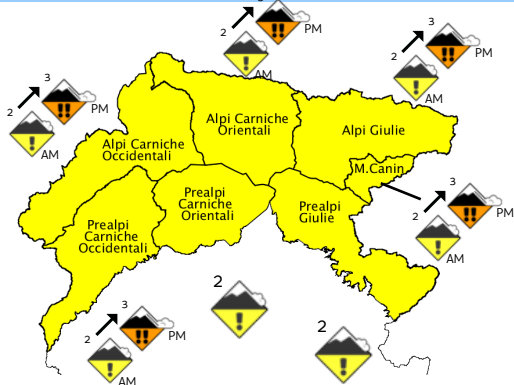 2
PM
AM
3
2
PM
AM
3
2
PM
AM
Alpi Carniche
Orientali
Alpi Giulie
Alpi Carniche
Occidentali
M.Canin
Prealpi
Carniche
Orientali
Prealpi
Giulie
3
2
PM
AM
Prealpi
Carniche
Occidentali
2
3
2
PM
AM
2